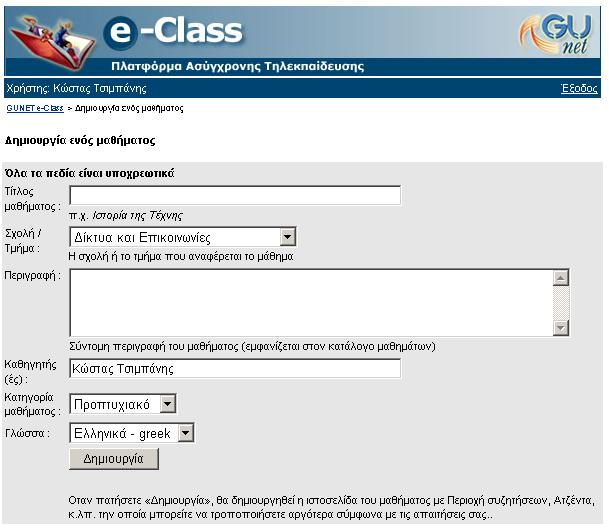 e-Class
GUnet
Πλατφόρμα Ασύγχρονης Τηλεκπαίδευσης
Χρήστης: Κώστας Τσιμπάνης Έξοδος
GUNET e-Class > Δημιουργία ενός μαθήματος
Δημιουργία ενός μαθήματος
Όλα τα πεδία είναι υποχρεωτικά
Τίτλος
μαθήματος :
π.χ. Ιστορία της Τέχνης
Σχολή /
Τμήμα :
Δίκτυα και Επικοινωνίες
Η σχολή ή το τμήμα που αναφέρεται το μάθημα
Περιγραφή :
Σύντομη περιγραφή του μαθήματος (εμφανίζεται στον κατάλογο μαθημάτων)
Καθηγητής
(ές) :
Κώστας Τσιμπάνης
Κατηγορία
μαθήματος :
Προπτυχιακό
Γλώσσα :
Ελληνικά - greek
Δημιουργία
Οταν πατήσετε «Δημιουργία», θα δημιουργηθεί η ιστοσελίδα του μαθήματος με Περιοχή συζητήσεων, Ατζέντα,
κ.λπ. την οποία μπορείτε να τροποποιήσετε αργότερα σύμφωνα με τις απαιτήσεις σας..